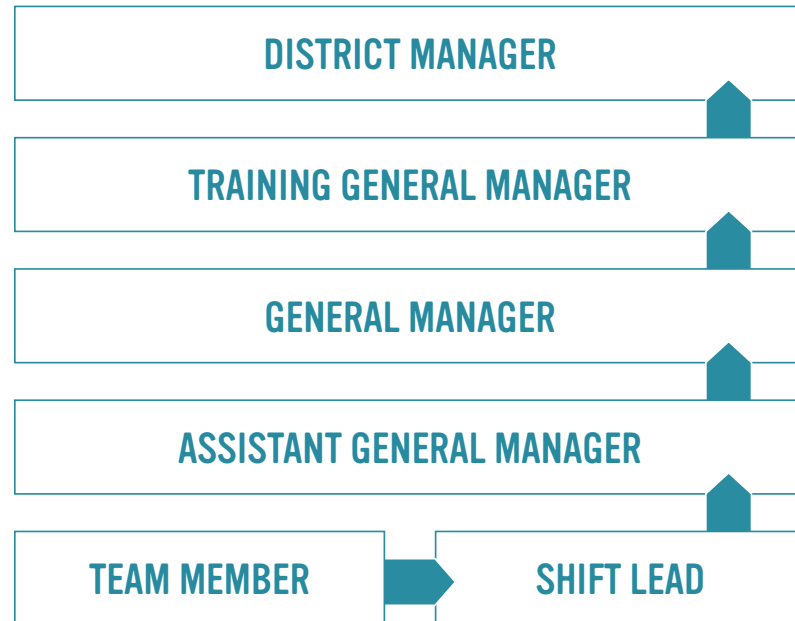 DISTRICT MANAGER
TRAINING GENERAL MANAGER
GENERAL MANAGER
ASSISTANT GENERAL MANAGER
TEAM MEMBER
SHIFT LEAD